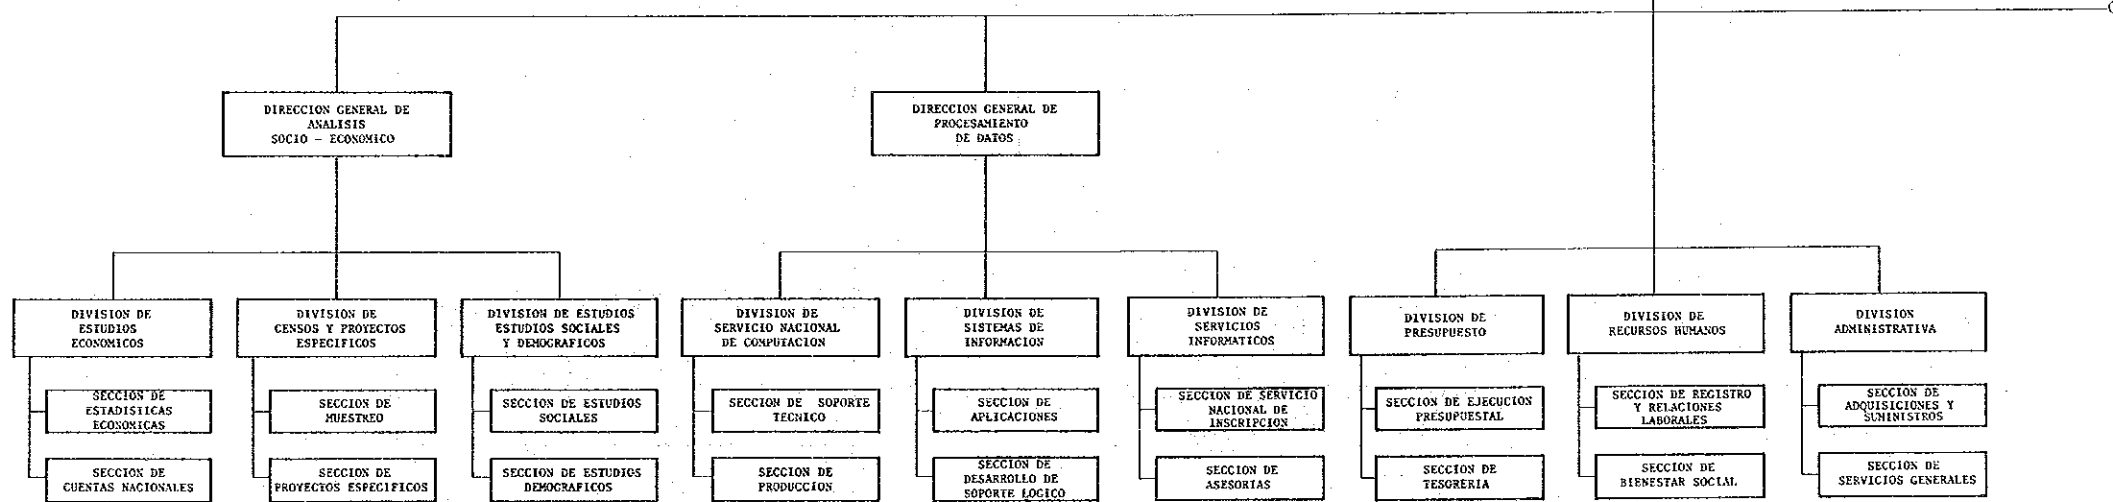 DIRECCION GENERAL DE
ANALISIS
SOCIO - ECONOMICO
DIRECCION GENERAL DE
PROCESAMIENTO
DE DATOS
DIVISION DE
ESTUDIOS
ECONOMICOS
DIVISION DE
CENSOS Y PROYECTOS
ESPECIFICOS
DIVISION DE ESTUDIOS
ESTUDIOS SOCIALES
Y DEMOGRAFICOS
DIVISION DE
SERVICIO NACIONAL
DE COMPUTACION
DIVISION DE
SISTEMAS DE
INFORMACION
DIVISION DE
SERVICIOS
INFORMATICOS
DIVISION DE
PRESUPUESTO
DIVISION DE
RECURSOS HUMANOS
DIVISION
ADMINISTRATIVA
SECCION DE
ESTADISTICAS
ECONOMICAS
SECCION DE
MUESTREO
SECCION DE ESTUDIOS
SOCIALES
SECCION DE SOPORTE
TECNICO
SECCION DE
APLICACIONES
SECCION DE SERVICIO
NACIONAL DE
INSCRIPCION
SECCION DE EJECUCION
PRESUPUESTAL
SECCION DE REGISTRO
Y RELACIONES
LABORALES
SECCION DE
ADQUISICIONES Y
SUMINISTROS
SECCION DE
CUENTAS NACIONALES
SECCION DE
PROYECTOS ESPECIFICOS
SECCION DE ESTUDIOS
DEMOGRAFICOS
SECCION DE
PRODUCCION
SECCION DE
DESARROLLO DE
SOPORTE LOGICO
SECCION DE
ASESORIAS
SECCION DE
TESORERIA
SECCION DE
BIENESTAR SOCIAL
SECCION DE
SERVICIOS GENERALES